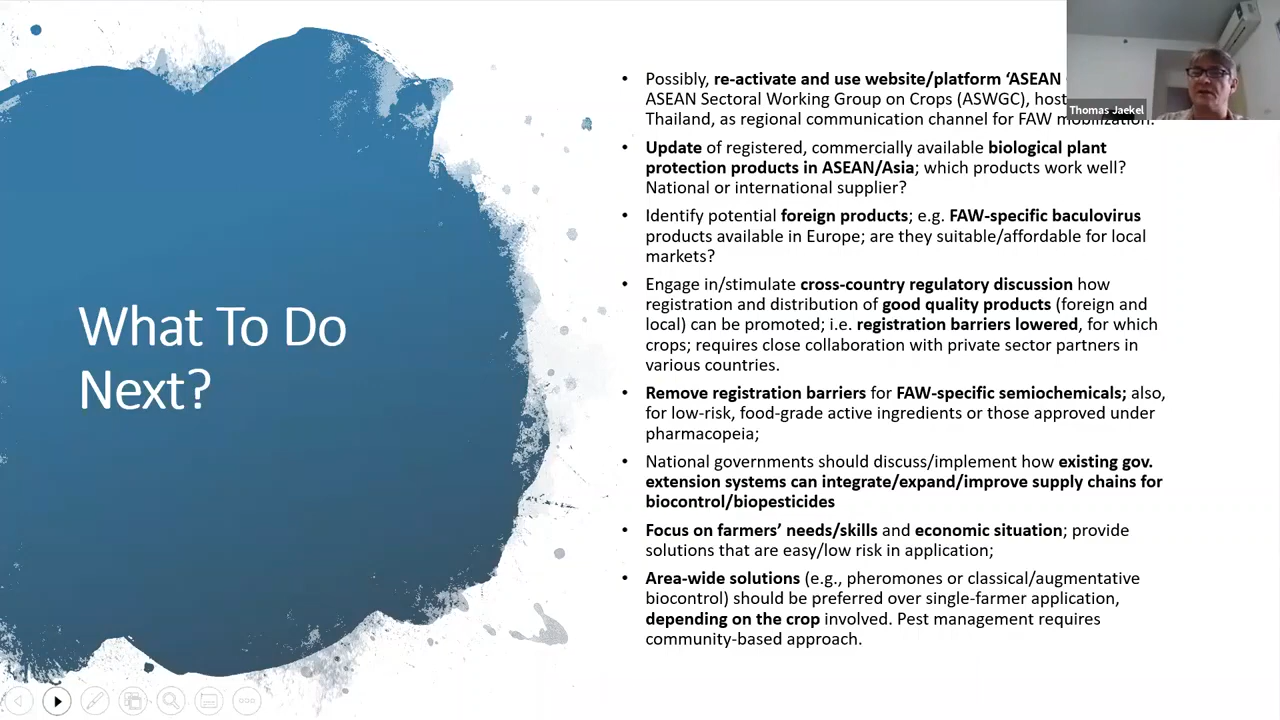 What To Do
Next?
• Possibly, re-activate and use website/platform ‘ASEAN
ASEAN Sectoral Working Group on Crops (ASWGC), host
Thailand, as regional communication channel for FAW mobilization.
• Update of registered, commercially available biological plant
protection products in ASEAN/Asia; which products work well?
National or international supplier?
• Identify potential foreign products; e.g. FAW-specific baculovirus
products available in Europe; are they suitable/affordable for local
markets?
• Engage in/stimulate cross-country regulatory discussion how
registration and distribution of good quality products (foreign and
local) can be promoted; i.e. registration barriers lowered, for which
crops; requires close collaboration with private sector partners in
various countries.
• Remove registration barriers for FAW-specific semiochemicals; also,
for low-risk, food-grade active ingredients or those approved under
pharmacopeia;
• National governments should discuss/implement how existing gov.
extension systems can integrate/expand/improve supply chains for
biocontrol/biopesticides
• Focus on farmers’ needs/skills and economic situation; provide
solutions that are easy/low risk in application;
• Area-wide solutions (e.g., pheromones or classical/augmentative
biocontrol) should be preferred over single-farmer application,
depending on the crop involved. Pest management requires
community-based approach.
Thomas Jaekel